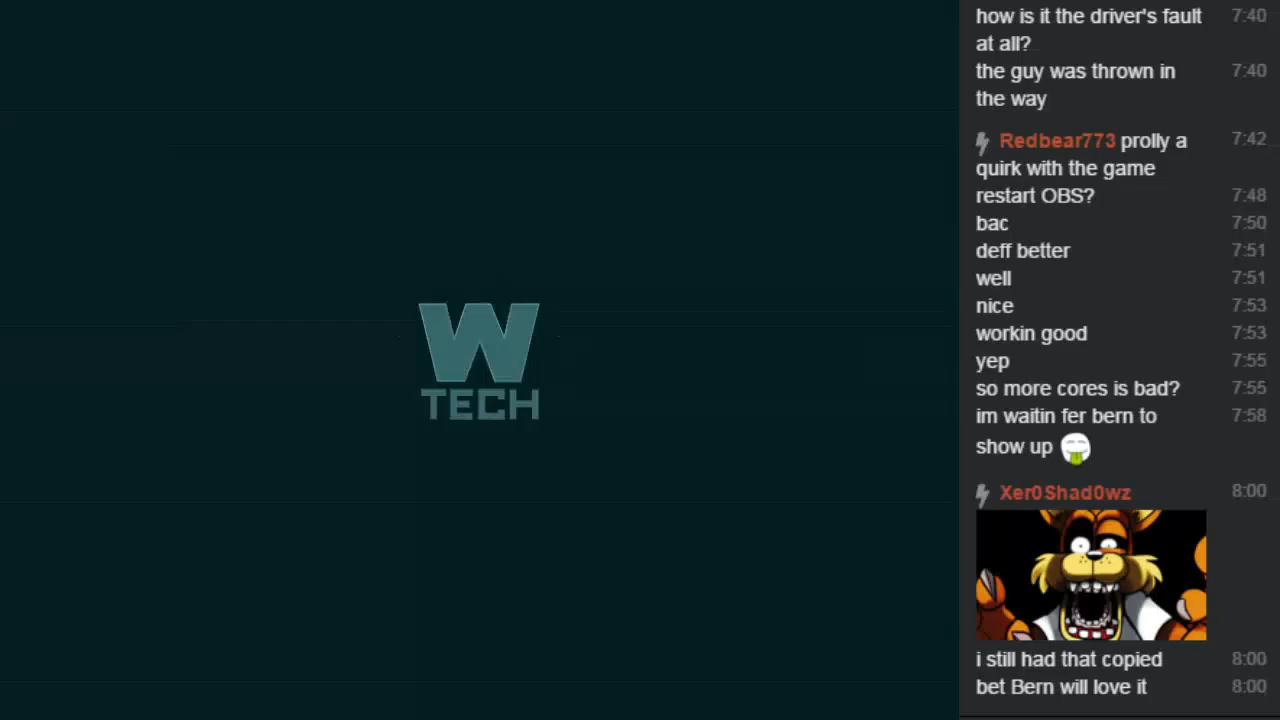 W
TECH
how is it the driver's fault 7:40
at all?
the guy was thrown in 7:40
the way
Redbear773 prolly a 7:42
quirk with the game
restart OBS? 7:48
bac 7:50
deff better 7:51
well 7:51
nice 7:53
workin good 7:53
yep 7:55
so more cores is bad? 7:55
im waitin fer bern to 7:58
show up
Xer0Shad0wz 8:00
i still had that copied 8:00
bet Bern will love it 8:00